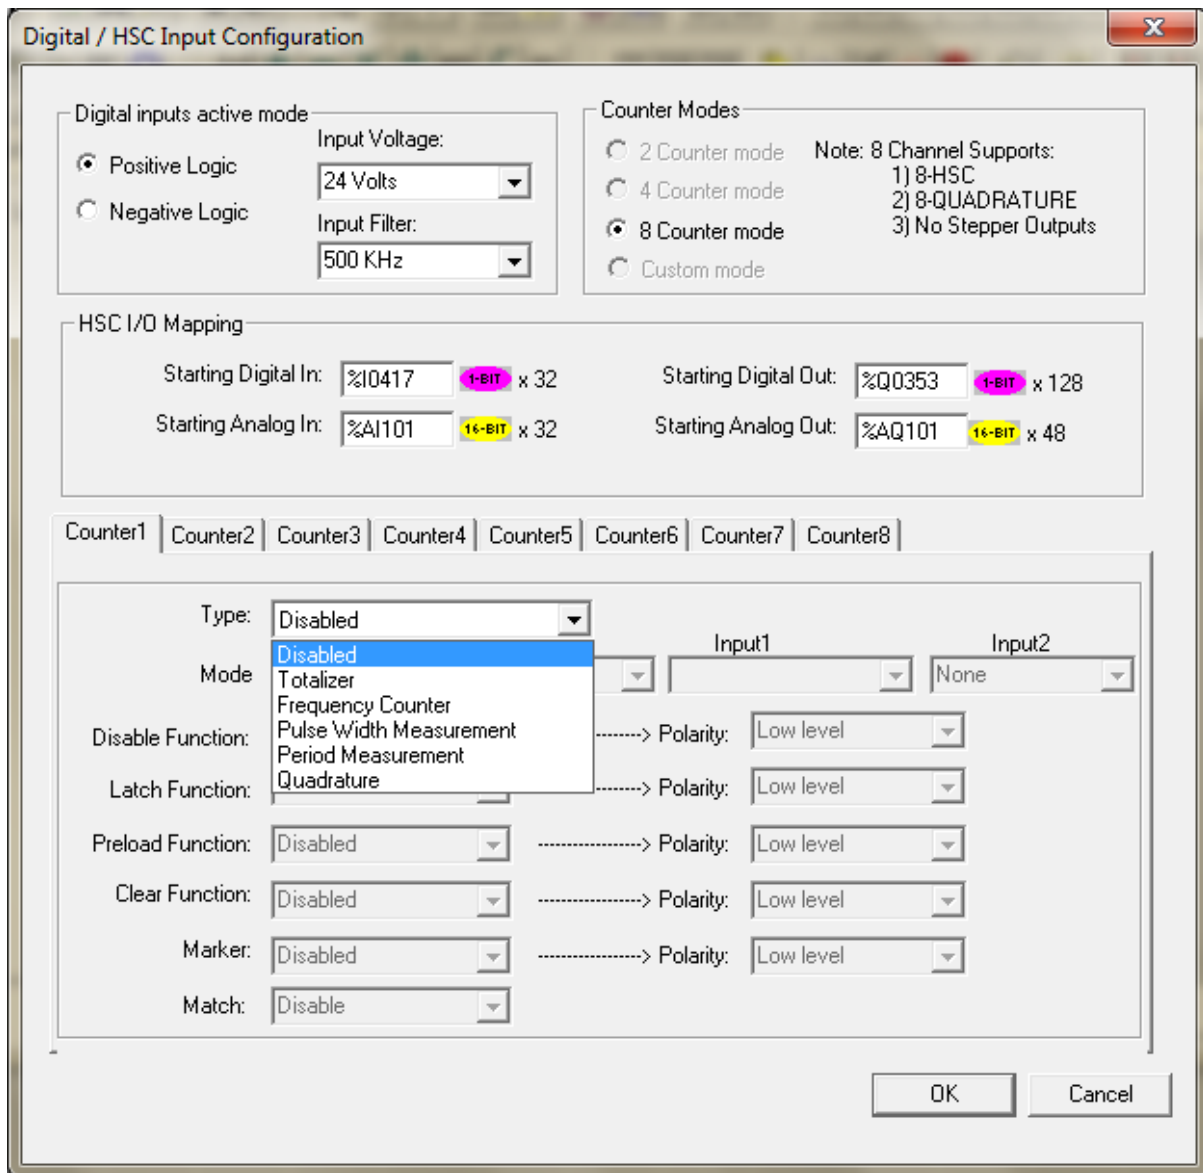 Digital / HSC Input Configuration
Digital inputs active mode
Positive Logic
Negative Logic
Input Voltage:
24 Volts
Input Filter:
500 KHz
Counter Modes
2 Counter mode
4 Counter mode
8 Counter mode
Custom mode
Note: 8 Channel Supports:
1) 8-HSC
2) 8-QUADRATURE
3) No Stepper Outputs
HSC I/O Mapping
Starting Digital In: %I0417 1-BIT x 32
Starting Digital Out: %Q0353 1-BIT x 128
Starting Analog In: %AI101 16-BIT x 32
Starting Analog Out: %AQ101 16-BIT x 48
Counter1 Counter2 Counter3 Counter4 Counter5 Counter6 Counter7 Counter8
Type: Disabled
Disabled
Totalizer
Frequency Counter
Pulse Width Measurement
Period Measurement
Quadrature
Input1 Input2
Mode None
Disable Function: --------> Polarity: Low level
Latch Function: --------> Polarity: Low level
Preload Function: Disabled -----------------> Polarity: Low level
Clear Function: Disabled -----------------> Polarity: Low level
Marker: Disabled -----------------> Polarity: Low level
Match: Disable
OK Cancel